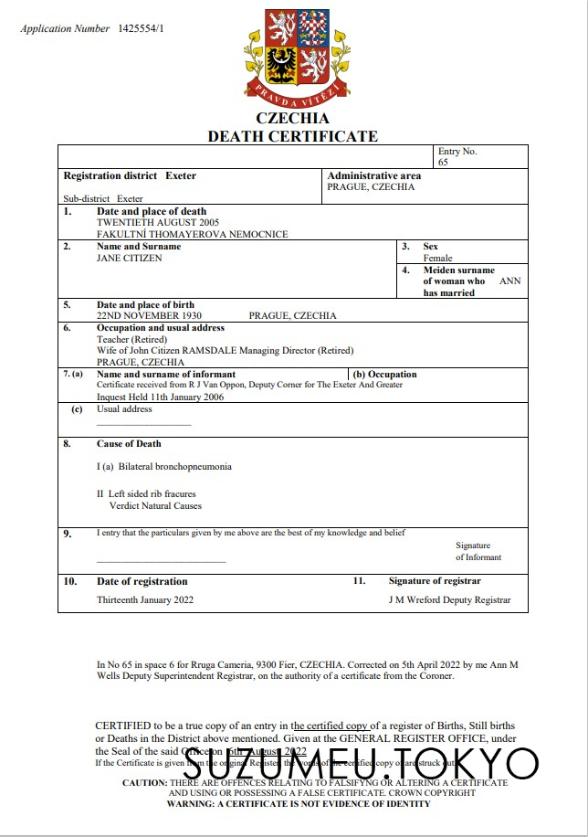 Application Number 1425554/1
PRAVDA VÍTĚZÍ
CZECHIA
DEATH CERTIFICATE
Entry No.
65
Registration district Exeter
Sub-district Exeter
Administrative area
PRAGUE, CZECHIA
1. Date and place of death
TWENTIETH AUGUST 2005
FAKULTNÍ THOMAYEROVA NEMOCNICE
2. Name and Surname
JANE CITIZEN
3. Sex
Female
4. Meiden surname
of woman who ANN
has married
5. Date and place of birth
22ND NOVEMBER 1930 PRAGUE, CZECHIA
6. Occupation and usual address
Teacher (Retired)
Wife of John Citizen RAMSDALE Managing Director (Retired)
PRAGUE, CZECHIA
7. (a) Name and surname of informant (b) Occupation
Certificate received from R J Van Oppon, Deputy Corner for The Exeter And Greater
Inquest Held 11th January 2006
(c) Usual address
8. Cause of Death
I (a) Bilateral bronchopneumonia
II Left sided rib fracures
Verdict Natural Causes
9. I entry that the particulars given by me above are the best of my knowledge and belief
Signature
of Informant
10. Date of registration 11. Signature of registrar
Thirteenth January 2022 J M Wreford Deputy Registrar
In No 65 in space 6 for Rruga Cameria, 9300 Fier, CZECHIA. Corrected on 5th April 2022 by me Ann M
Wells Deputy Superintendent Registrar, on the authority of a certificate from the Coroner.
CERTIFIED to be a true copy of an entry in the certified copy of a register of Births, Still births
or Deaths in the District above mentioned. Given at the GENERAL REGISTER OFFICE, under
the Seal of the said Office on 6th August 2022
If the Certificate is given from the original Register, the words of the certified copy are struck out
SUZUMEU.TOKYO
CAUTION: THERE ARE OFFENCES RELATING TO FALSIFYNG OR ALTERING A CERTIFICATE
AND USING OR POSSESSING A FALSE CERTIFICATE. CROWN COPYRIGHT
WARNING: A CERTIFICATE IS NOT EVIDENCE OF IDENTITY